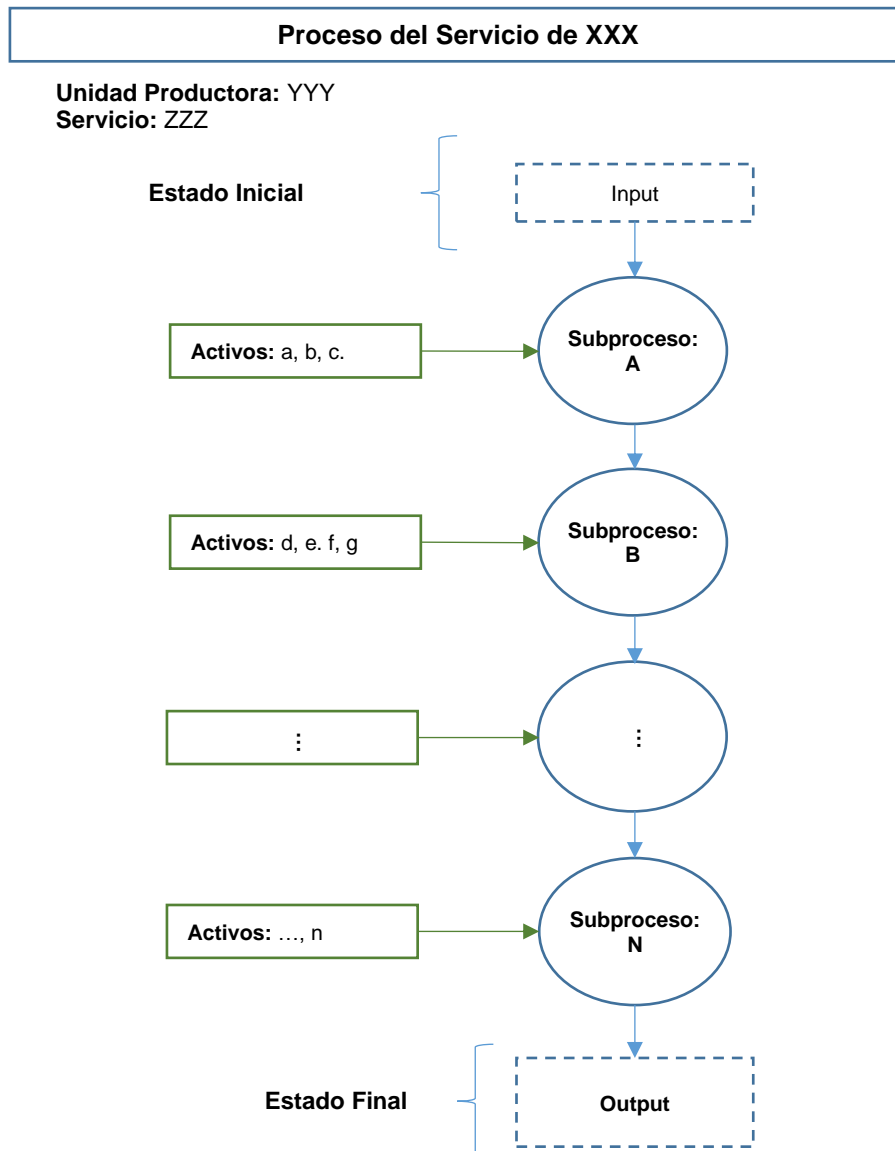 Proceso del Servicio de XXX
Unidad Productora: YYY
Servicio: ZZZ
Estado Inicial
Input
Activos: a, b, c.
Subproceso:
A
Activos: d, e. f, g
Subproceso:
B
⋮
⋮
Activos: …, n
Subproceso:
N
Estado Final
Output